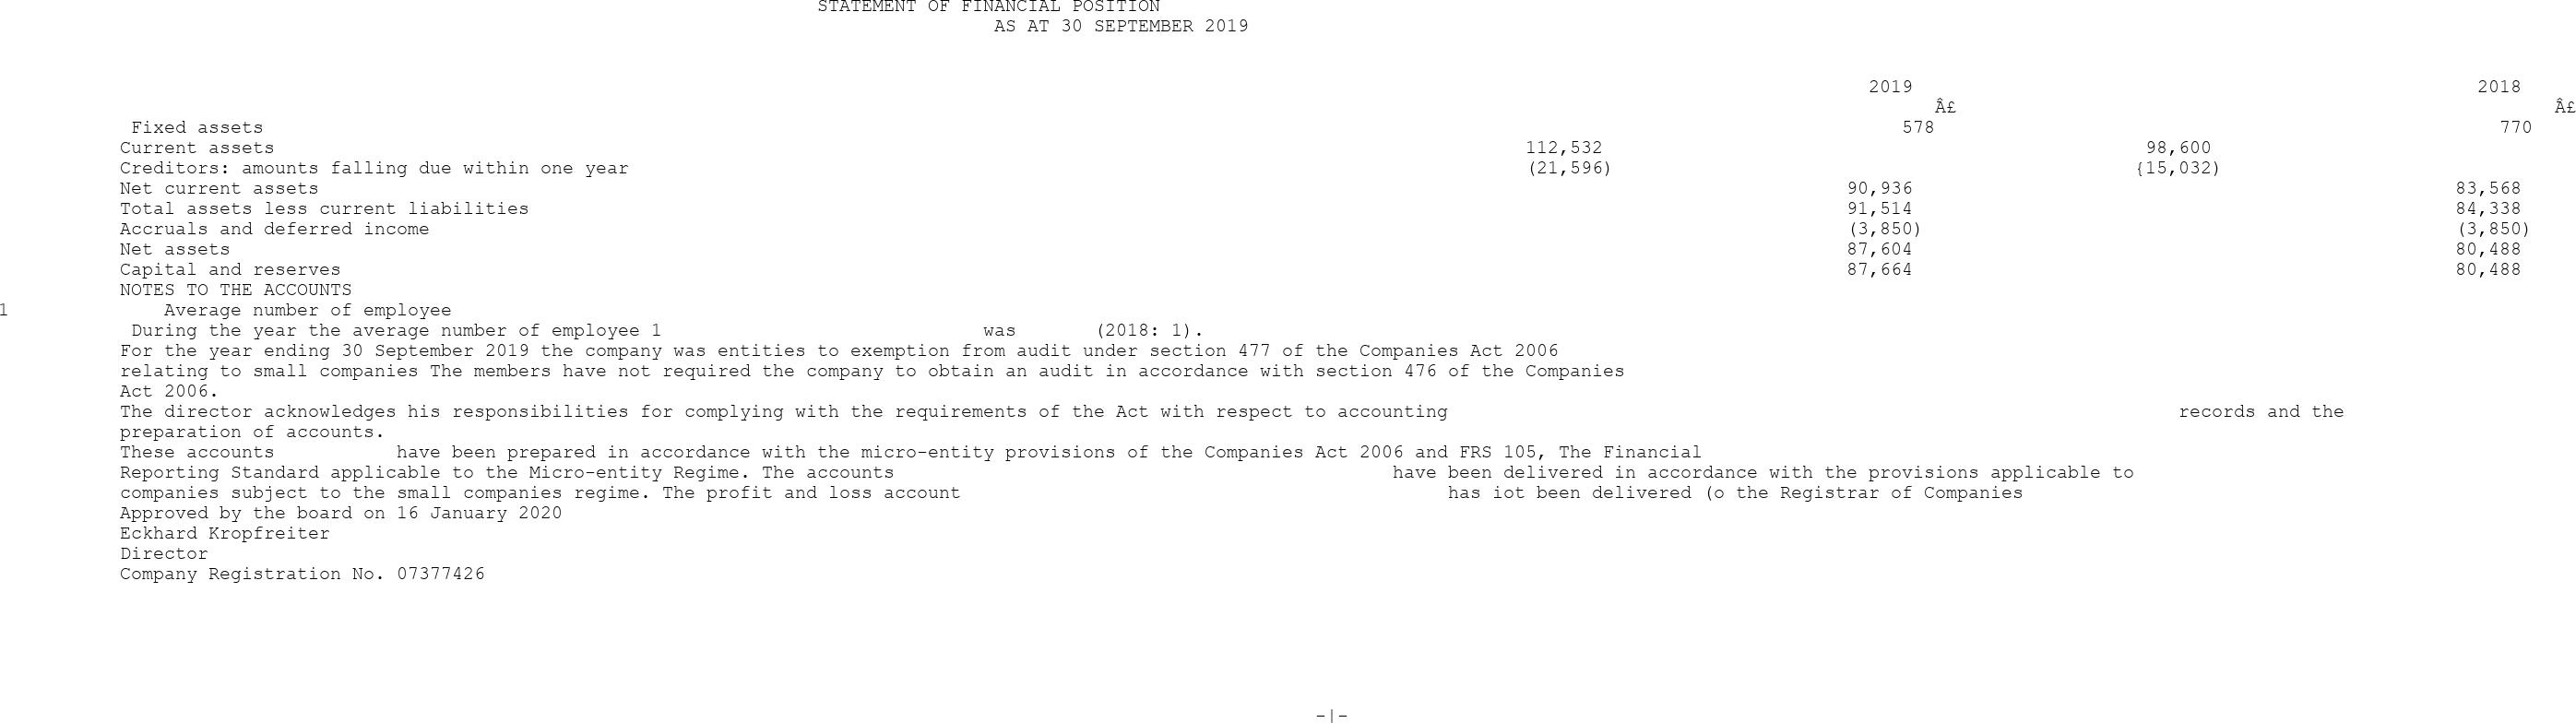 STATEMENT OF FINANCIAL POSITION
AS AT 30 SEPTEMBER 2019
2019 2018
Â£ Â£
Fixed assets 578 770
Current assets 112,532 98,600
Creditors: amounts falling due within one year (21,596) {15,032)
Net current assets 90,936 83,568
Total assets less current liabilities 91,514 84,338
Accruals and deferred income (3,850) (3,850)
Net assets 87,604 80,488
Capital and reserves 87,664 80,488
NOTES TO THE ACCOUNTS
1 Average number of employee
During the year the average number of employee 1 was (2018: 1).
For the year ending 30 September 2019 the company was entities to exemption from audit under section 477 of the Companies Act 2006
relating to small companies The members have not required the company to obtain an audit in accordance with section 476 of the Companies
Act 2006.
The director acknowledges his responsibilities for complying with the requirements of the Act with respect to accounting records and the
preparation of accounts.
These accounts have been prepared in accordance with the micro-entity provisions of the Companies Act 2006 and FRS 105, The Financial
Reporting Standard applicable to the Micro-entity Regime. The accounts have been delivered in accordance with the provisions applicable to
companies subject to the small companies regime. The profit and loss account has iot been delivered (o the Registrar of Companies
Approved by the board on 16 January 2020
Eckhard Kropfreiter
Director
Company Registration No. 07377426
-|-